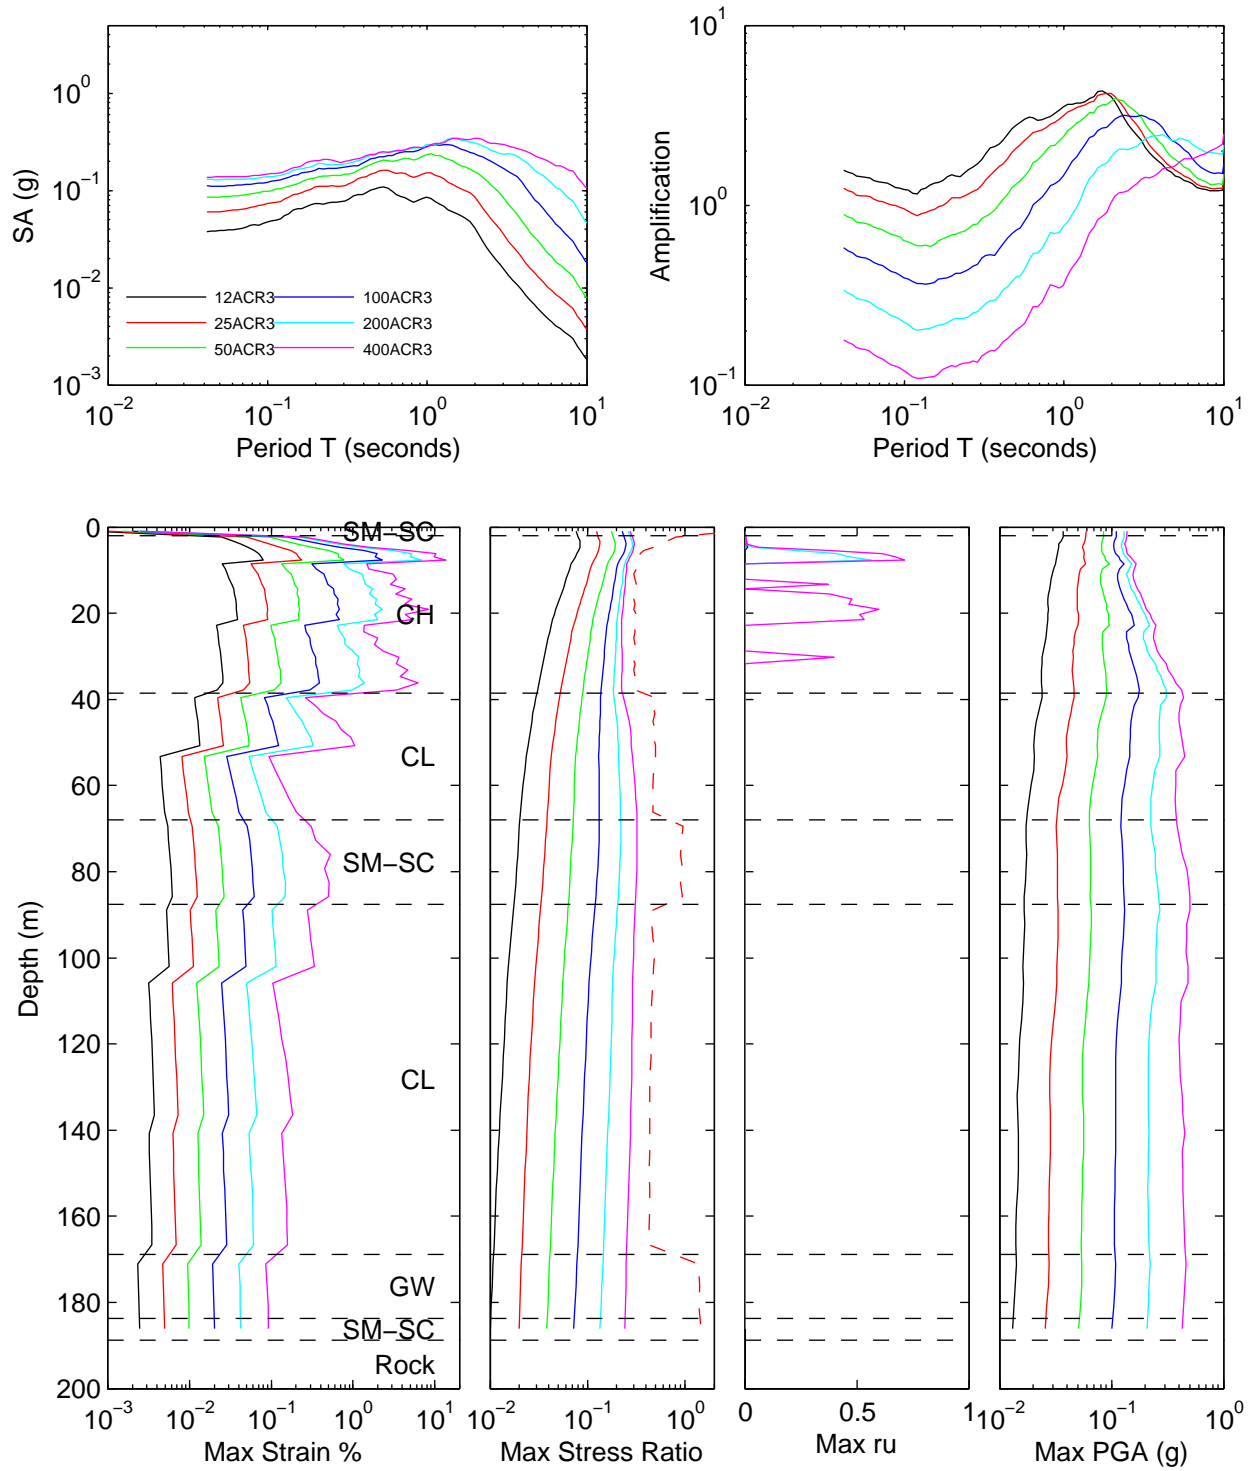 10^0
10^−1
10^−2
10^−3
SA (g)
12ACR3
25ACR3
50ACR3
100ACR3
200ACR3
400ACR3
10^−2 10^−1 10^0 10^1
Period T (seconds)
10^1
10^0
10^−1
Amplification
10^−2 10^−1 10^0 10^1
Period T (seconds)
0
20
40
60
80
100
120
140
160
180
200
Depth (m)
SM−SC
CH
CL
SM−SC
CL
GW
SM−SC
Rock
10^−3 10^−2 10^−1 10^0 10^1
Max Strain %
10^−2 10^−1 10^0
Max Stress Ratio
0 0.5 1
Max ru
10^−2 10^−1 10^0
Max PGA (g)